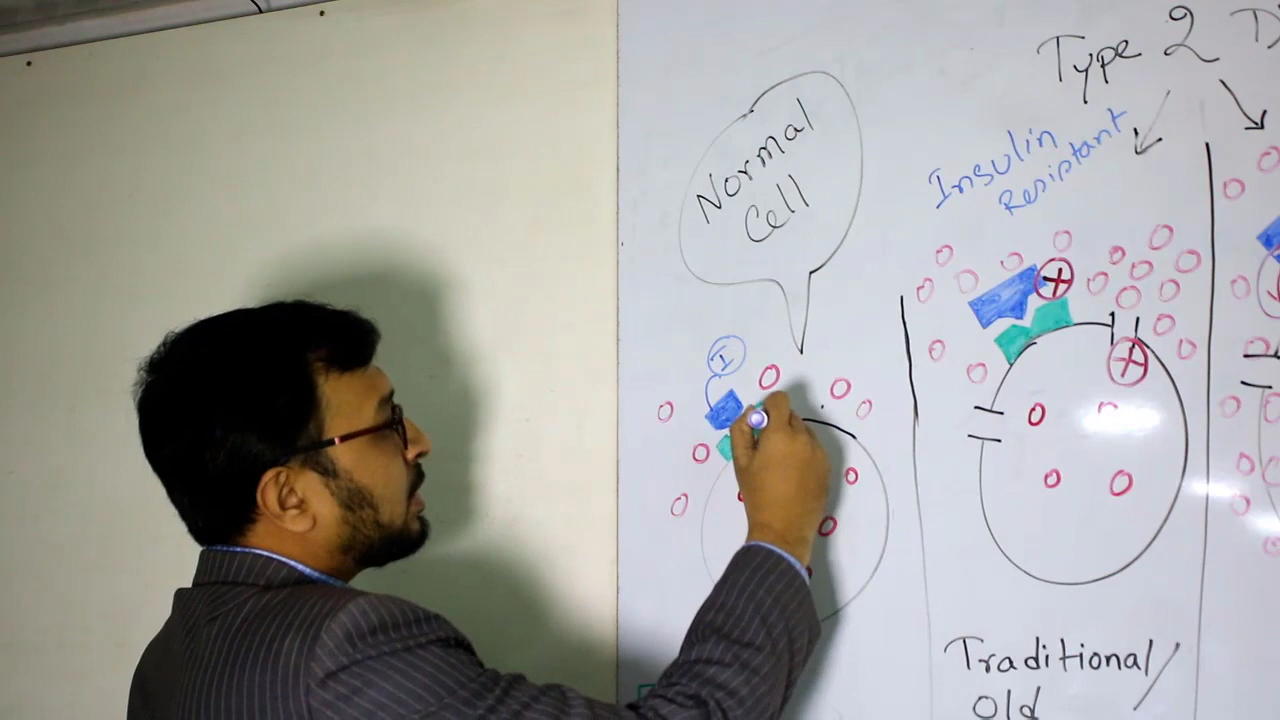 Type 2
Normal
Cell
Insulin
Resistant
I
Traditional/
Old